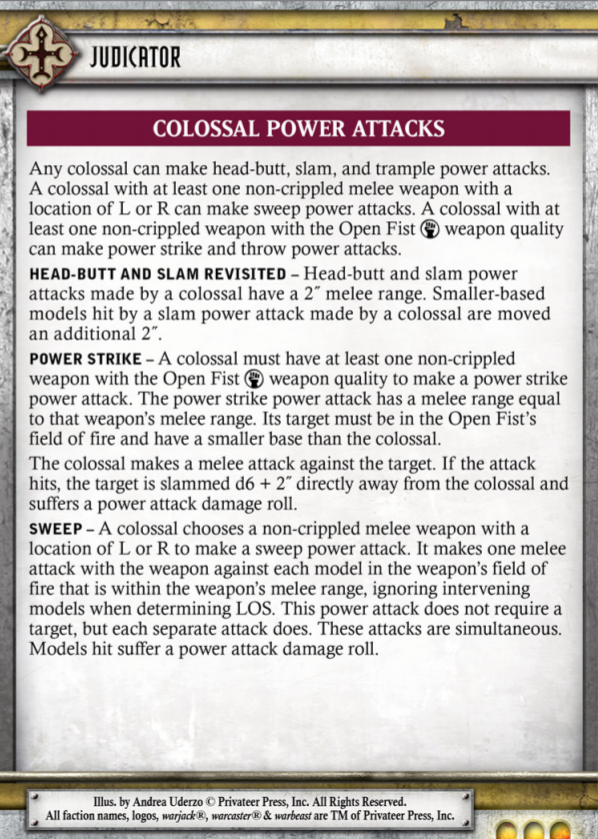 JUDICATOR
COLOSSAL POWER ATTACKS
Any colossal can make head-butt, slam, and trample power attacks.
A colossal with at least one non-crippled melee weapon with a
location of L or R can make sweep power attacks. A colossal with at
least one non-crippled weapon with the Open Fist weapon quality
can make power strike and throw power attacks.
HEAD-BUTT AND SLAM REVISITED – Head-butt and slam power
attacks made by a colossal have a 2″ melee range. Smaller-based
models hit by a slam power attack made by a colossal are moved
an additional 2″.
POWER STRIKE – A colossal must have at least one non-crippled
weapon with the Open Fist weapon quality to make a power strike
power attack. The power strike power attack has a melee range equal
to that weapon's melee range. Its target must be in the Open Fist's
field of fire and have a smaller base than the colossal.
The colossal makes a melee attack against the target. If the attack
hits, the target is slammed d6 + 2″ directly away from the colossal and
suffers a power attack damage roll.
SWEEP – A colossal chooses a non-crippled melee weapon with a
location of L or R to make a sweep power attack. It makes one melee
attack with the weapon against each model in the weapon's field of
fire that is within the weapon's melee range, ignoring intervening
models when determining LOS. This power attack does not require a
target, but each separate attack does. These attacks are simultaneous.
Models hit suffer a power attack damage roll.
Illus. by Andrea Uderzo © Privateer Press, Inc. All Rights Reserved.
All faction names, logos, warjack®, warcaster® & warbeast are TM of Privateer Press, Inc.